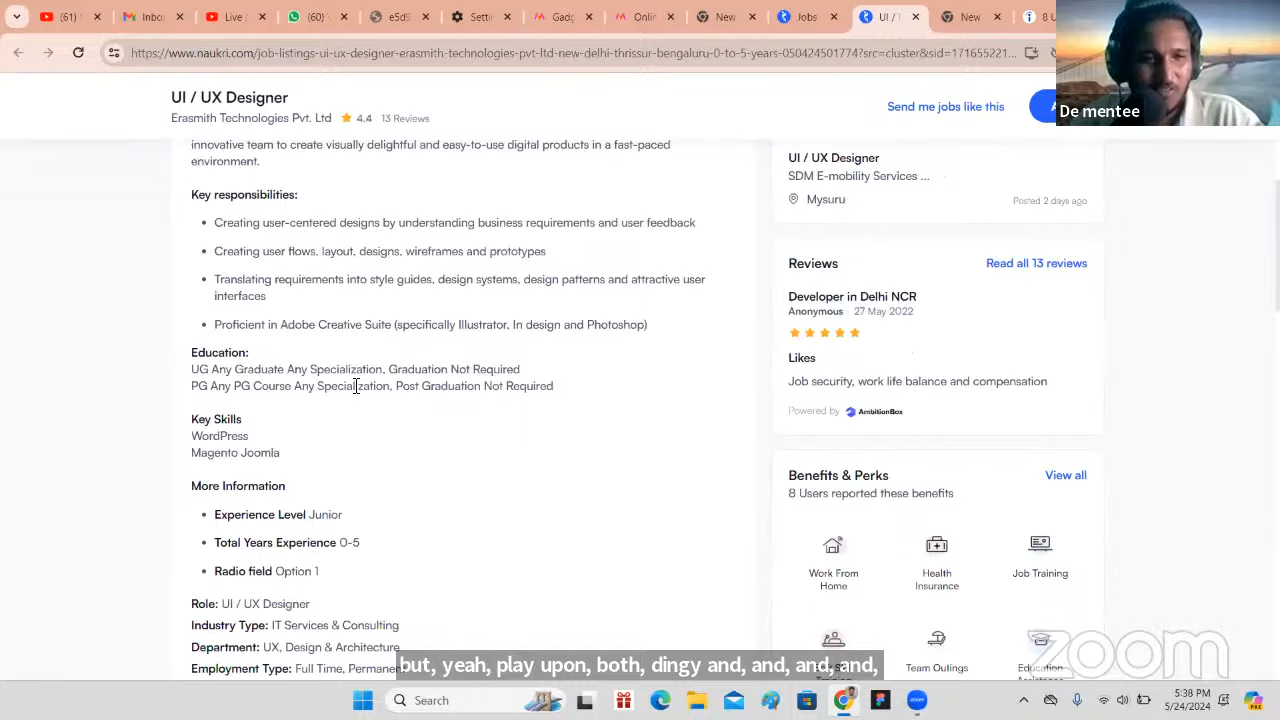 (60)
Setir
Gadg
Onlin
New
Jobs
UI / U
New
8 U
https://www.naukri.com/job-listings-ui-ux-designer-erasmith-technologies-pvt-ltd-new-delhi-thrissur-bengaluru-0-to-5-years-050424501774?src=cluster&sid=171655221...
UI / UX Designer
Erasmith Technologies Pvt. Ltd 4.4 13 Reviews
Send me jobs like this
De mentee
innovative team to create visually delightful and easy-to-use digital products in a fast-paced
environment.
Key responsibilities:
• Creating user-centered designs by understanding business requirements and user feedback
• Creating user flows, layout, designs, wireframes and prototypes
• Translating requirements into style guides, design systems, design patterns and attractive user
interfaces
• Proficient in Adobe Creative Suite (specifically Illustrator, In design and Photoshop)
Education:
UG Any Graduate Any Specialization, Graduation Not Required
PG Any PG Course Any Specialization, Post Graduation Not Required
Key Skills
WordPress
Magento Joomla
More Information
• Experience Level Junior
• Total Years Experience 0-5
• Radio field Option 1
Role: UI / UX Designer
Industry Type: IT Services & Consulting
Department: UX, Design & Architecture
Employment Type: Full Time, Permanent
UI / UX Designer
SDM E-mobility Services ...
Mysuru
Posted 2 days ago
Reviews
Read all 13 reviews
Developer in Delhi NCR
Anonymous 27 May 2022
Likes
Job security, work life balance and compensation
Powered by AmbitionBox
Benefits & Perks
View all
8 Users reported these benefits
Work From
Home
Health
Insurance
Job Training
Team Outings
Education
but, yeah, play upon, both, dingy and, and, and, and,
zoom
Search
zoom
5:38 PM
5/24/2024
PRE